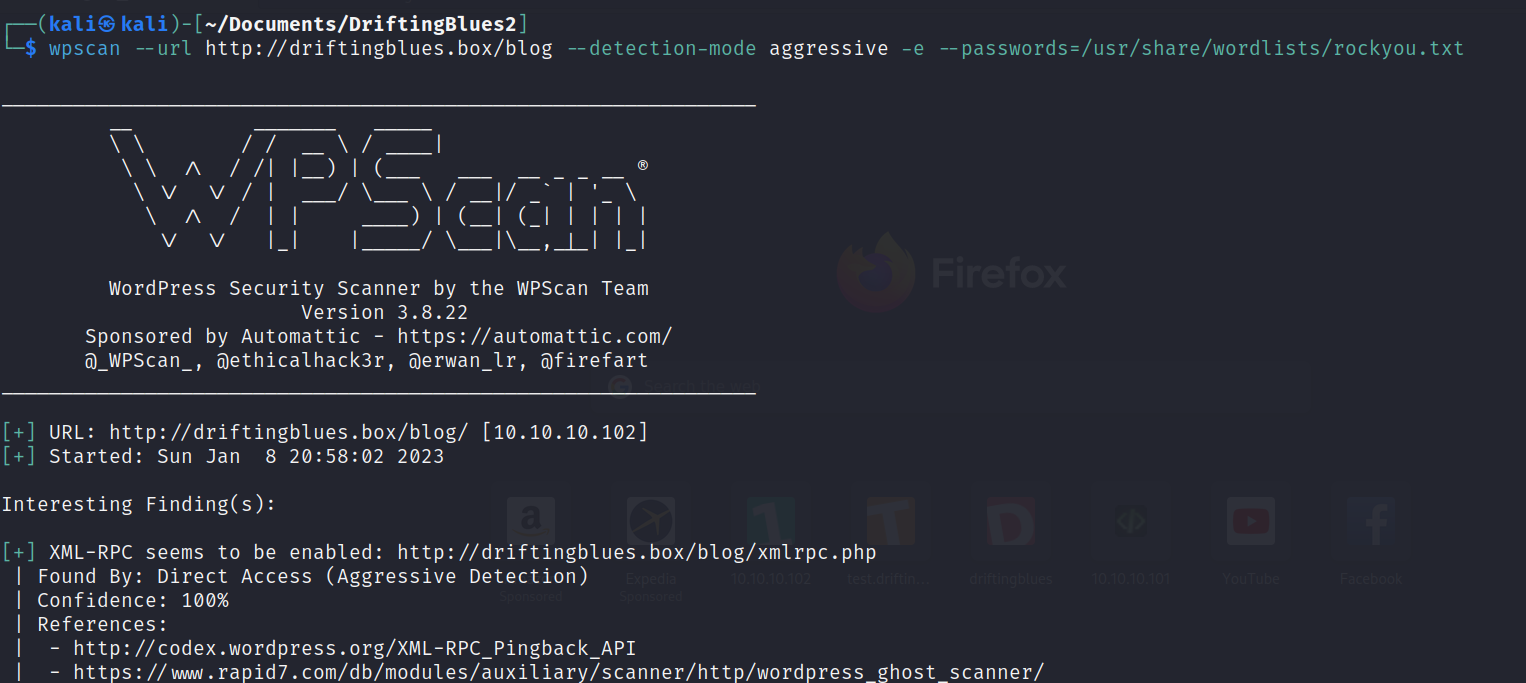 ┌──(kali㉿kali)-[~/Documents/DriftingBlues2]
└─$ wpscan --url http://driftingblues.box/blog --detection-mode aggressive -e --passwords=/usr/share/wordlists/rockyou.txt
WPScan ®
WordPress Security Scanner by the WPScan Team
Version 3.8.22
Sponsored by Automattic - https://automattic.com/
@_WPScan_, @ethicalhack3r, @erwan_lr, @firefart
[+] URL: http://driftingblues.box/blog/ [10.10.10.102]
[+] Started: Sun Jan  8 20:58:02 2023
Interesting Finding(s):
[+] XML-RPC seems to be enabled: http://driftingblues.box/blog/xmlrpc.php
| Found By: Direct Access (Aggressive Detection)
| Confidence: 100%
| References:
|  - http://codex.wordpress.org/XML-RPC_Pingback_API
|  - https://www.rapid7.com/db/modules/auxiliary/scanner/http/wordpress_ghost_scanner/
Firefox
Search the web
Expedia 10.10.10.102 test.driftin... driftingblues 10.10.10.101 YouTube Facebook
Sponsored Sponsored